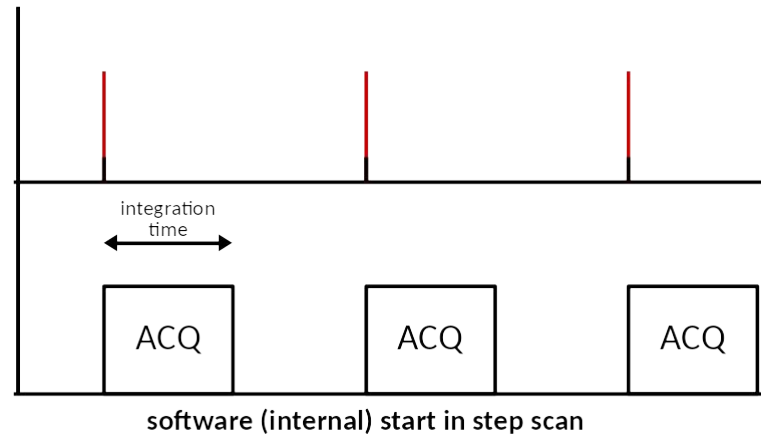 integration
time
ACQ
ACQ
ACQ
software (internal) start in step scan